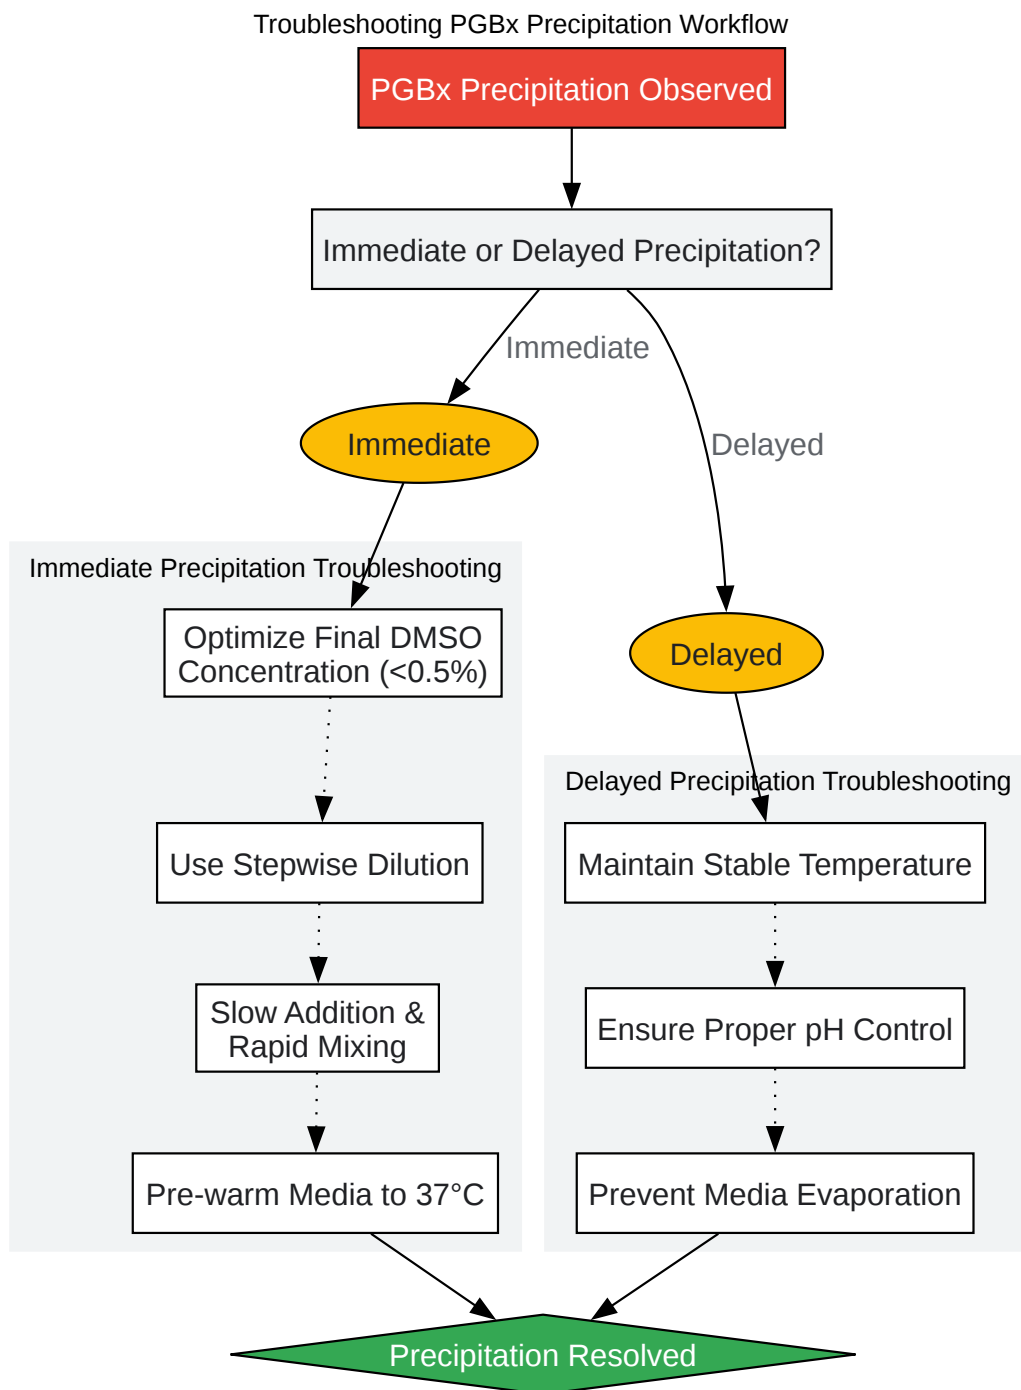 Troubleshooting PGBx Precipitation Workflow
PGBx Precipitation Observed
Immediate or Delayed Precipitation?
Immediate
Delayed
Immediate
Immediate Precipitation Troubleshooting
Optimize Final DMSO
Concentration (<0.5%)
Use Stepwise Dilution
Slow Addition &
Rapid Mixing
Pre-warm Media to 37°C
Delayed
Delayed Precipitation Troubleshooting
Maintain Stable Temperature
Ensure Proper pH Control
Prevent Media Evaporation
Precipitation Resolved